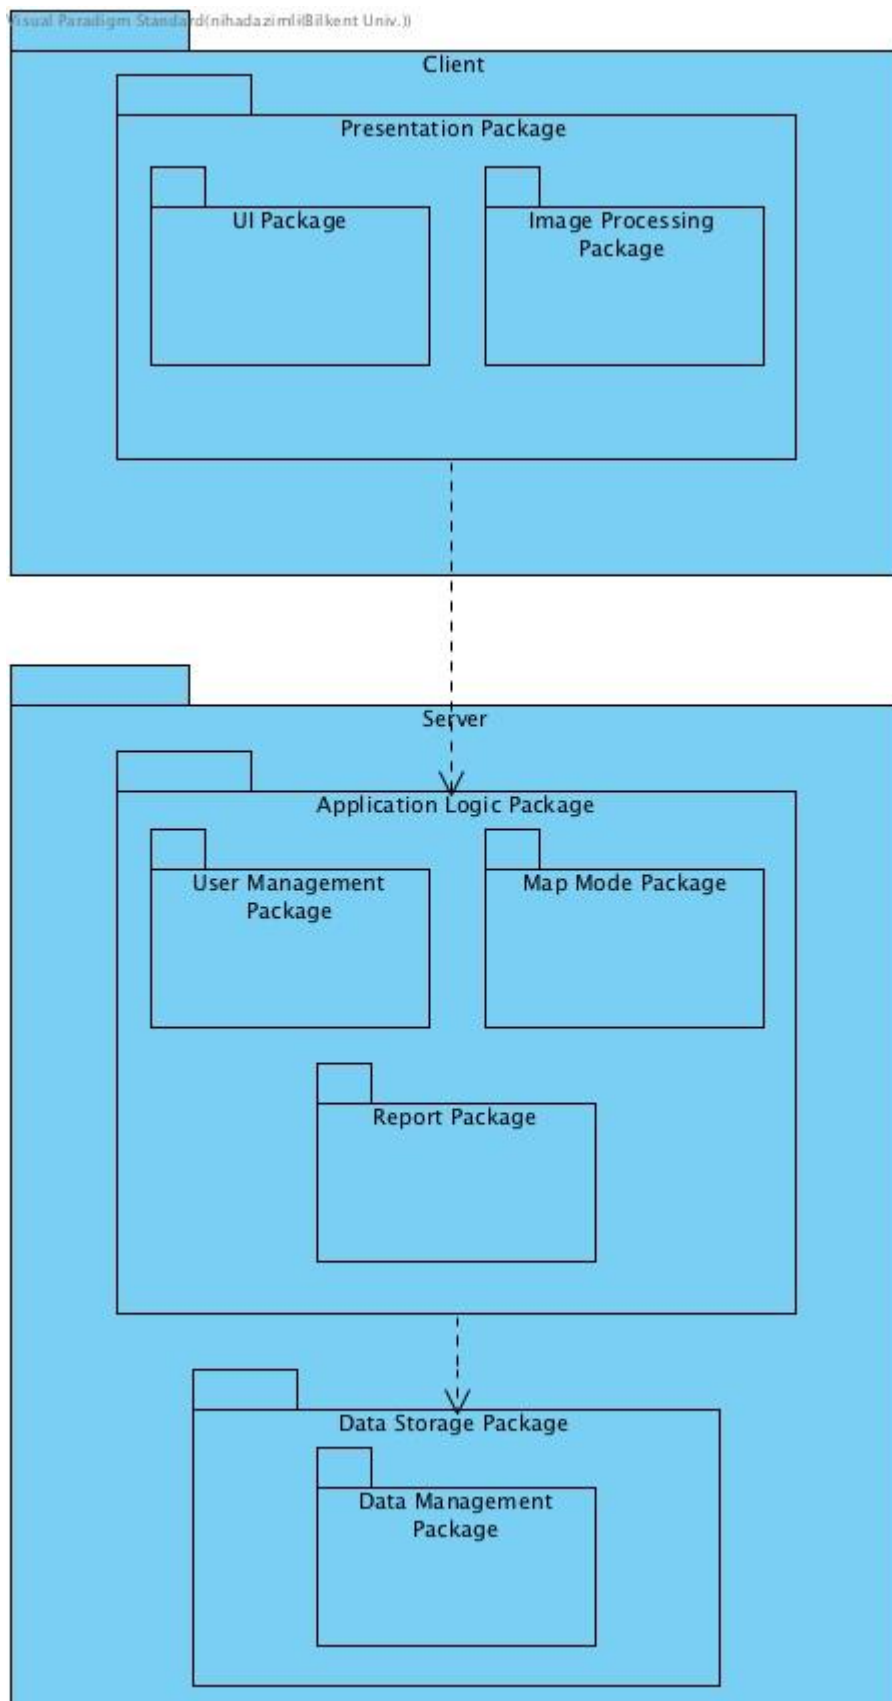 Visual Paradigm Standard(nihadazimli(Bilkent Univ.))
Client
Presentation Package
UI Package
Image Processing
Package
Server
Application Logic Package
User Management
Package
Map Mode Package
Report Package
Data Storage Package
Data Management
Package